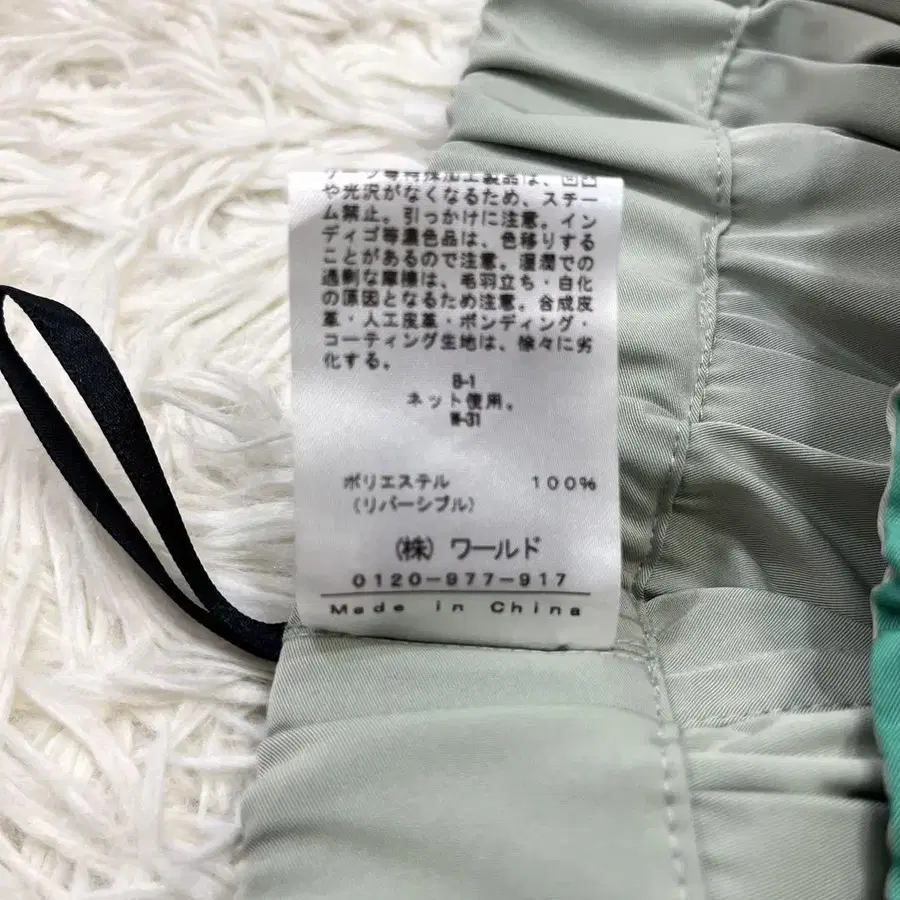 や光沢がなくなるため、スチー
ム禁止。引っかけに注意。イン
ディゴ等濃色品は、色移りする
ことがあるので注意。湿潤での
過剰な摩擦は、毛羽立ち・白化
の原因となるため注意。合成皮
革・人工皮革・ボンディング・
コーティング生地は、徐々に劣
化する。
B-1
ネット使用。
W-31
ポリエステル 100%
(リバーシブル)
(株) ワールド
0120-977-917
Made in China